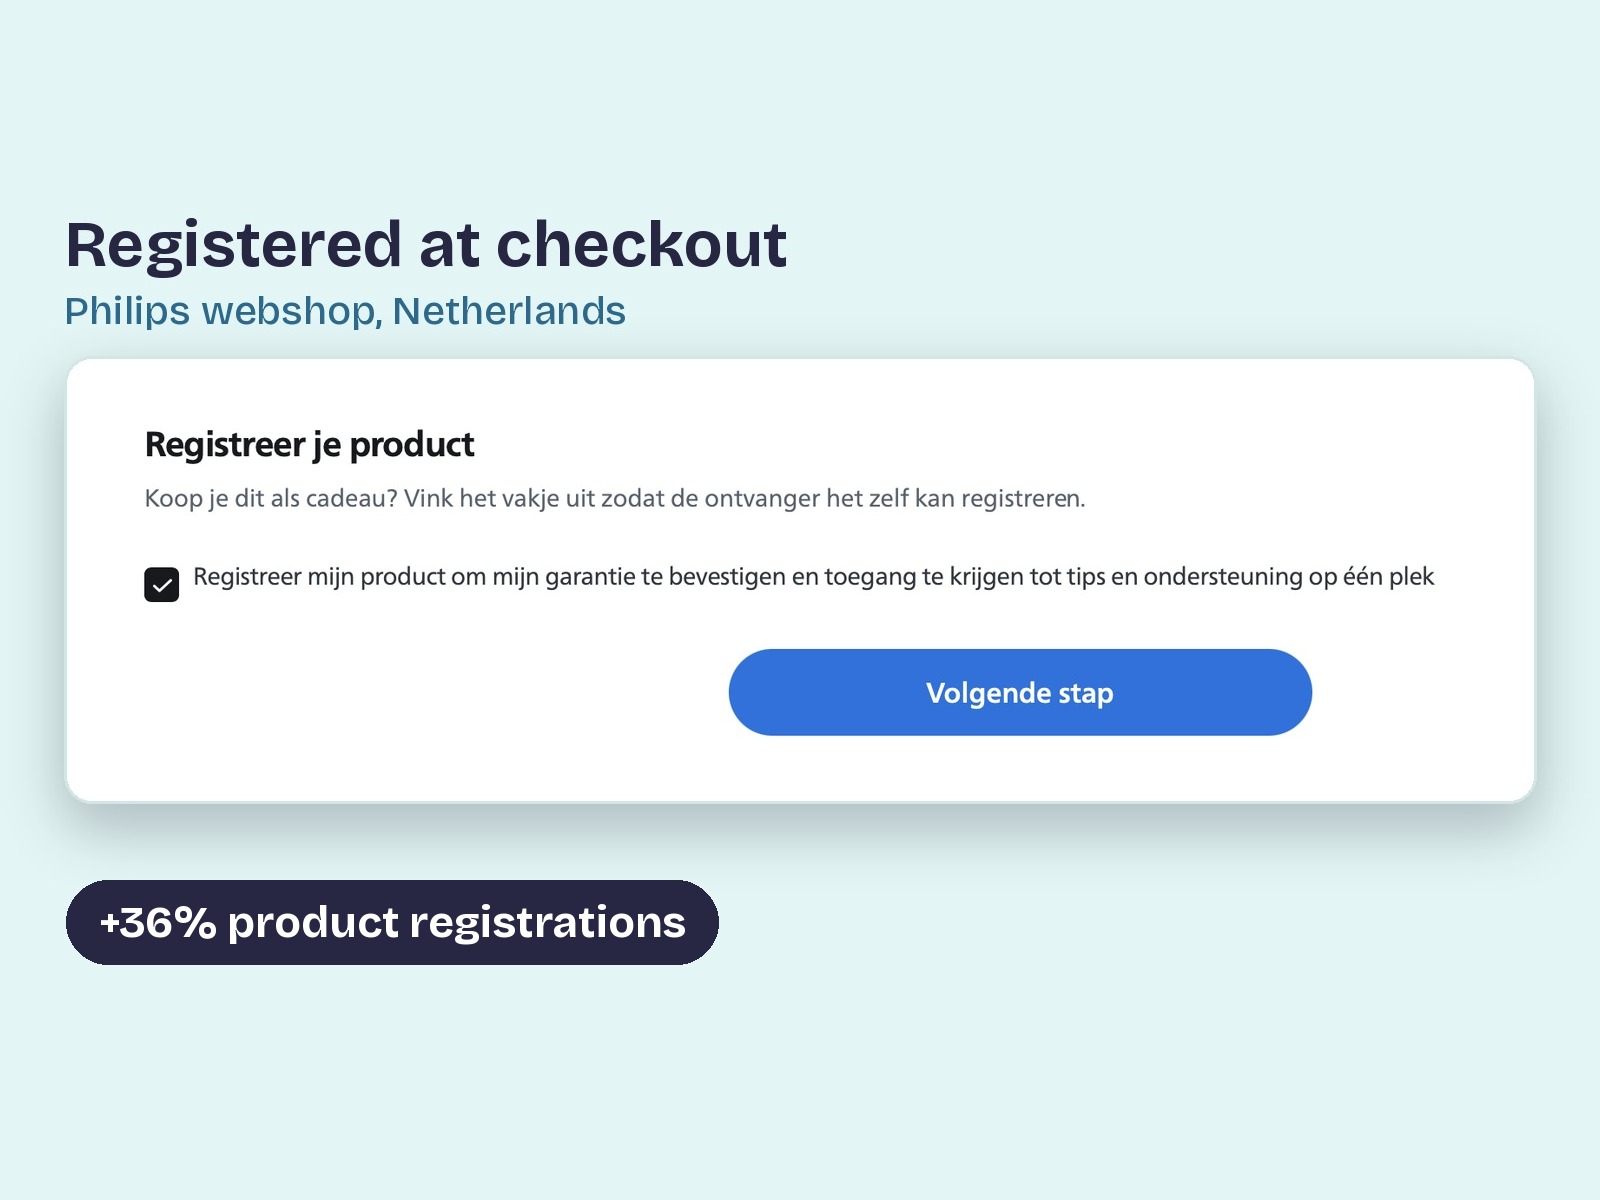 Registered at checkout
Philips webshop, Netherlands
Registreer je product
Koop je dit als cadeau? Vink het vakje uit zodat de ontvanger het zelf kan registreren.
Registreer mijn product om mijn garantie te bevestigen en toegang te krijgen tot tips en ondersteuning op één plek
Volgende stap
+36% product registrations